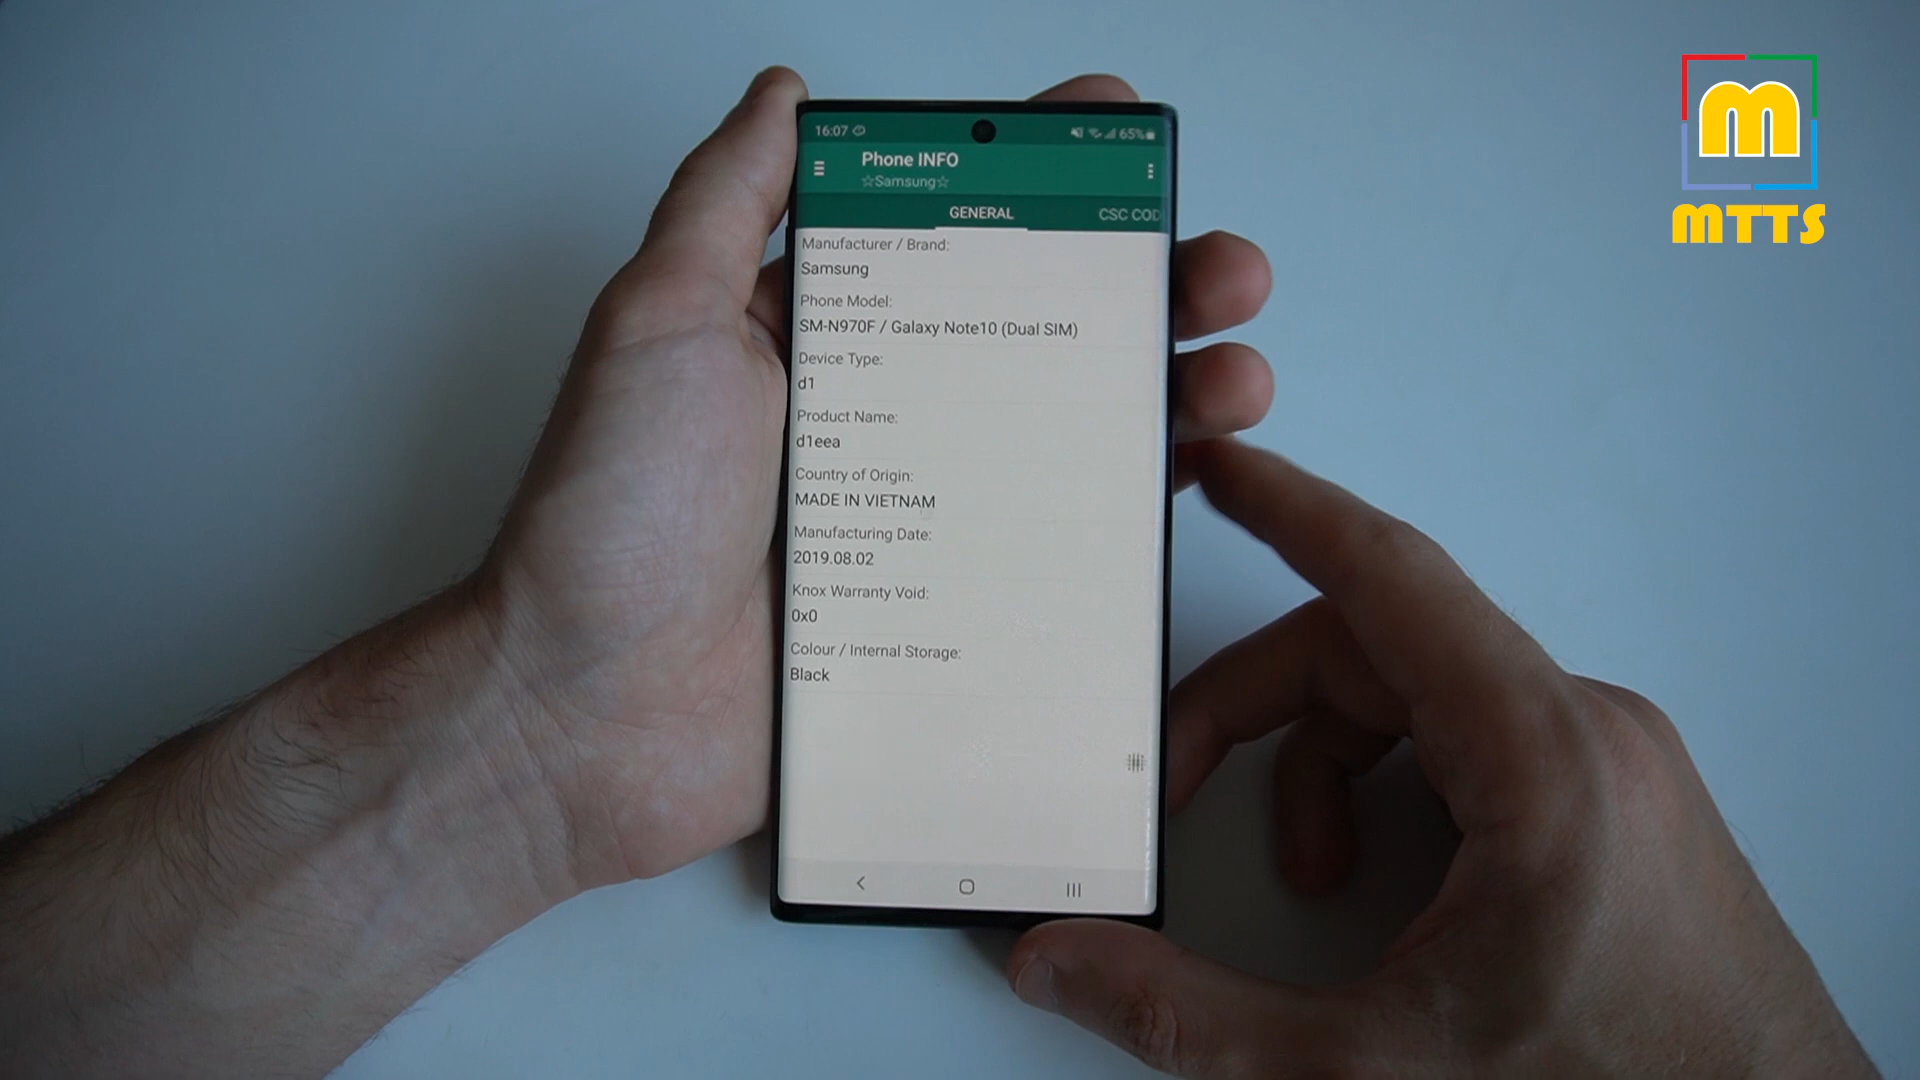 16:07
65%
Phone INFO
☆Samsung☆
GENERAL
CSC COD
Manufacturer / Brand:
Samsung
Phone Model:
SM-N970F / Galaxy Note10 (Dual SIM)
Device Type:
d1
Product Name:
d1eea
Country of Origin:
MADE IN VIETNAM
Manufacturing Date:
2019.08.02
Knox Warranty Void:
0x0
Colour / Internal Storage:
Black
m
MTTS